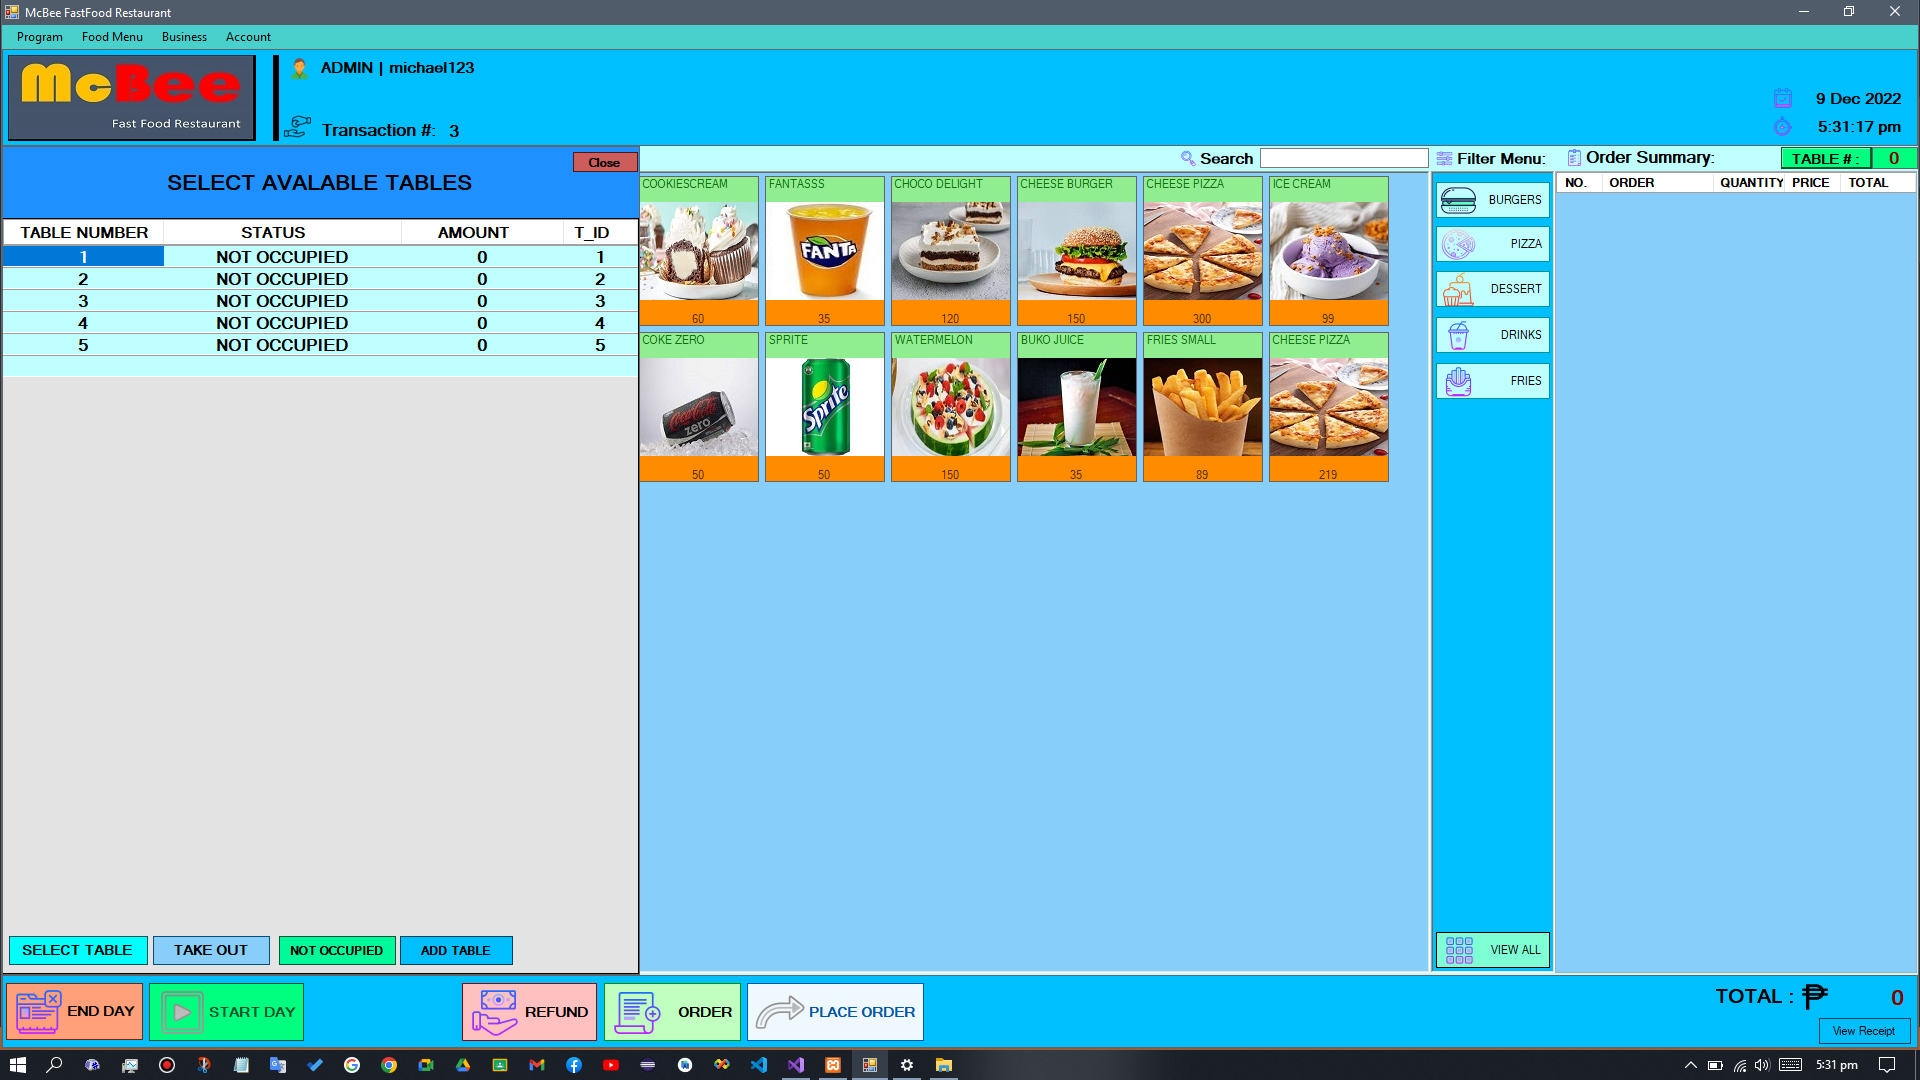 McBee FastFood Restaurant
Program Food Menu Business Account
McBee
Fast Food Restaurant
ADMIN | michael123
Transaction #: 3
9 Dec 2022
5:31:17 pm
Close
SELECT AVALABLE TABLES
TABLE NUMBER STATUS AMOUNT T_ID
1 NOT OCCUPIED 0 1
2 NOT OCCUPIED 0 2
3 NOT OCCUPIED 0 3
4 NOT OCCUPIED 0 4
5 NOT OCCUPIED 0 5
SELECT TABLE TAKE OUT NOT OCCUPIED ADD TABLE
Search
COOKIESCREAM FANTASSS CHOCO DELIGHT CHEESE BURGER CHEESE PIZZA ICE CREAM
FANTA
60 35 120 150 300 99
COKE ZERO SPRITE WATERMELON BUKO JUICE FRIES SMALL CHEESE PIZZA
Coca-Cola
zero
Sprite
50 50 150 35 89 219
Filter Menu:
BURGERS
PIZZA
DESSERT
DRINKS
FRIES
VIEW ALL
Order Summary:
TABLE # : 0
NO. ORDER QUANTITY PRICE TOTAL
END DAY START DAY REFUND ORDER PLACE ORDER
TOTAL : ₱ 0
View Receipt
5:31 pm